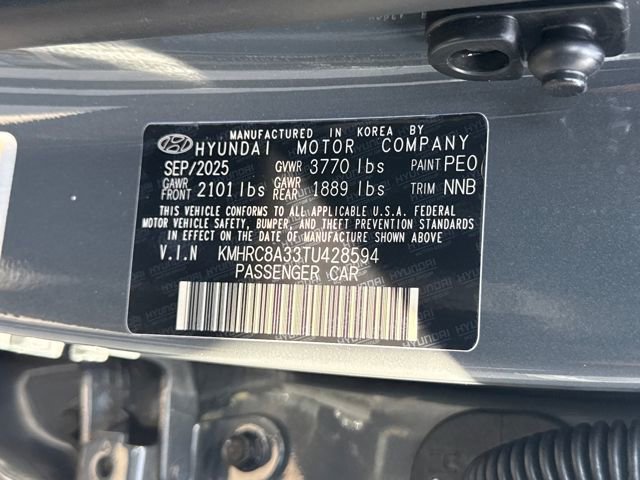 MANUFACTURED IN KOREA BY
HYUNDAI MOTOR COMPANY
SEP/2025 GVWR 3770 lbs PAINT PE0
GAWR FRONT 2101 lbs GAWR REAR 1889 lbs TRIM NNB
THIS VEHICLE CONFORMS TO ALL APPLICABLE U.S.A. FEDERAL
MOTOR VEHICLE SAFETY, BUMPER, AND THEFT PREVENTION STANDARDS
IN EFFECT ON THE DATE OF MANUFACTURE SHOWN ABOVE
V.I.N KMHRC8A33TU428594
PASSENGER CAR